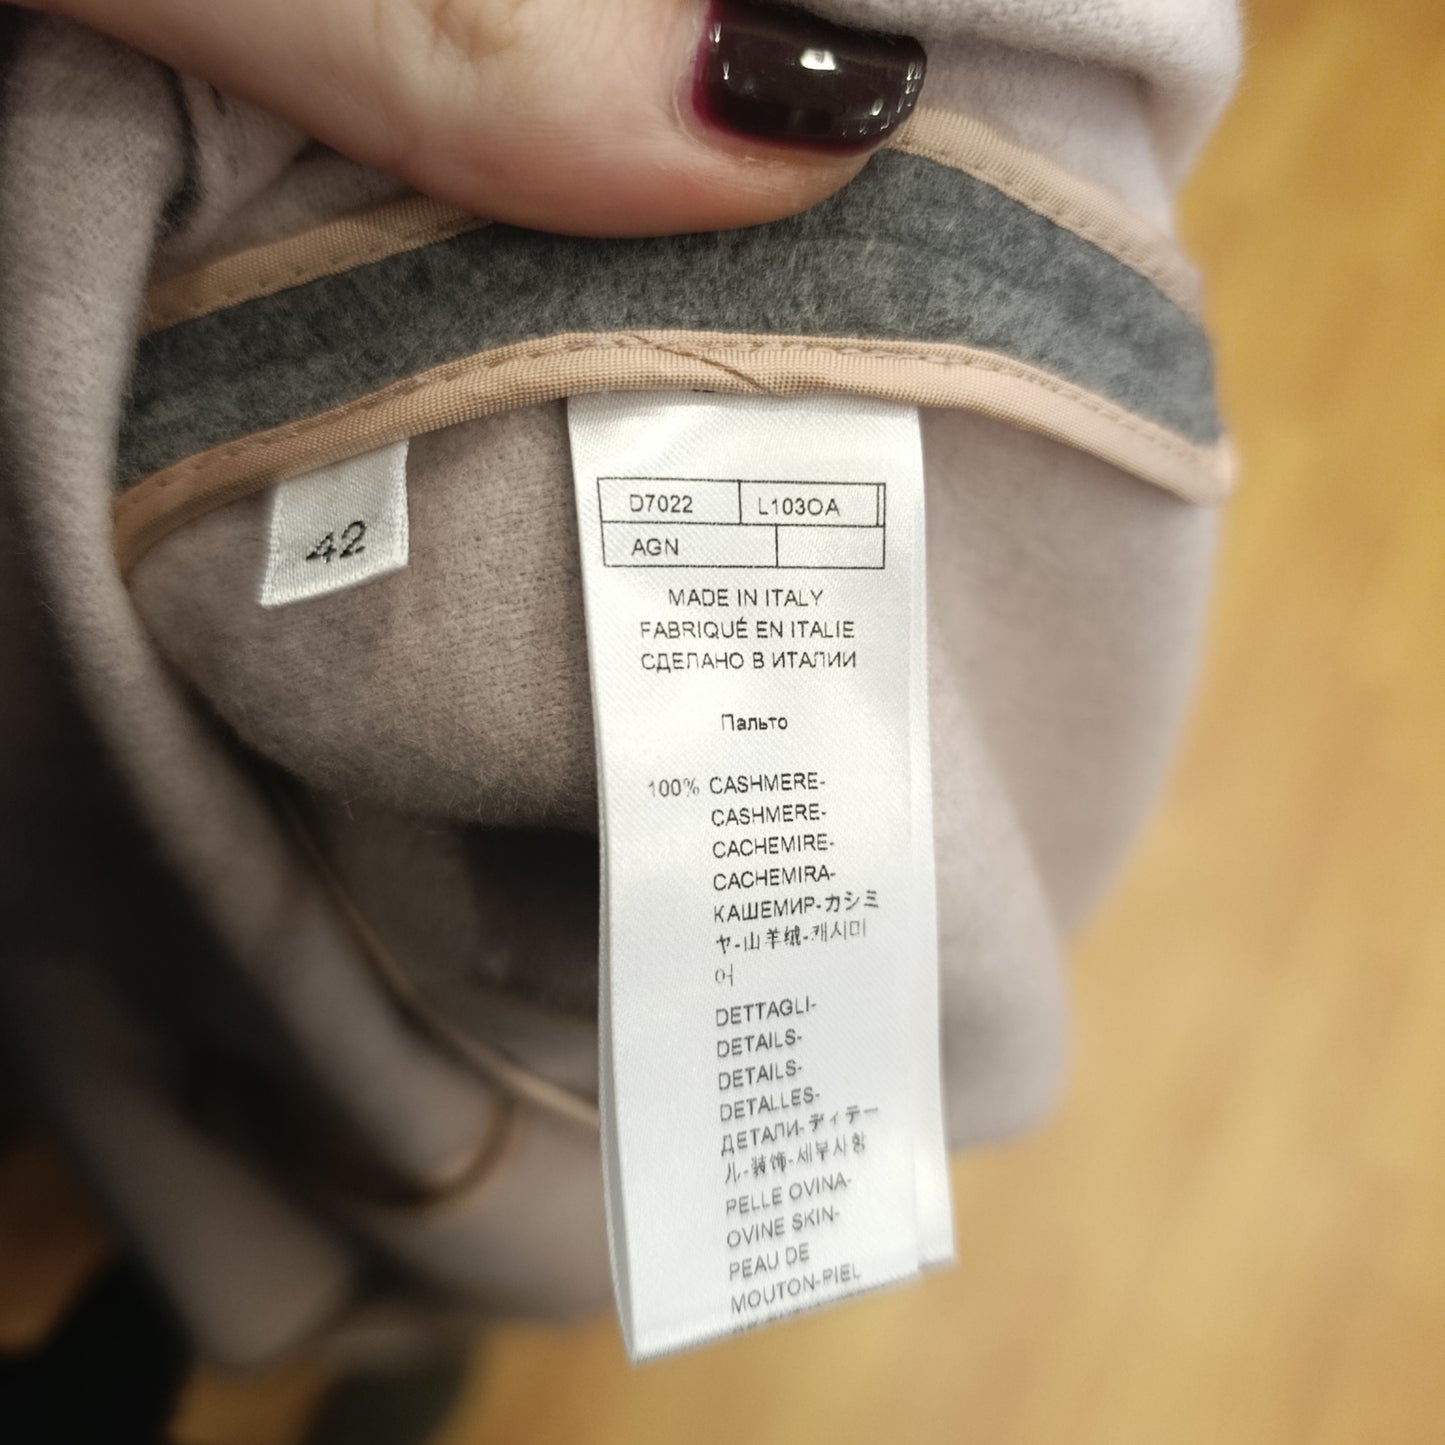 42
D7022 L103OA
AGN
MADE IN ITALY
FABRIQUÉ EN ITALIE
СДЕЛАНО В ИТАЛИИ
Пальто
100% CASHMERE-
CASHMERE-
CACHEMIRE-
CACHEMIRA-
КАШЕМИР-カシミ
ヤ-山羊绒-캐시미
어
DETTAGLI-
DETAILS-
DETAILS-
DETALLES-
ДЕТАЛИ-ディテー
ル-装饰-세부사항
PELLE OVINA-
OVINE SKIN-
PEAU DE
MOUTON-PIEL